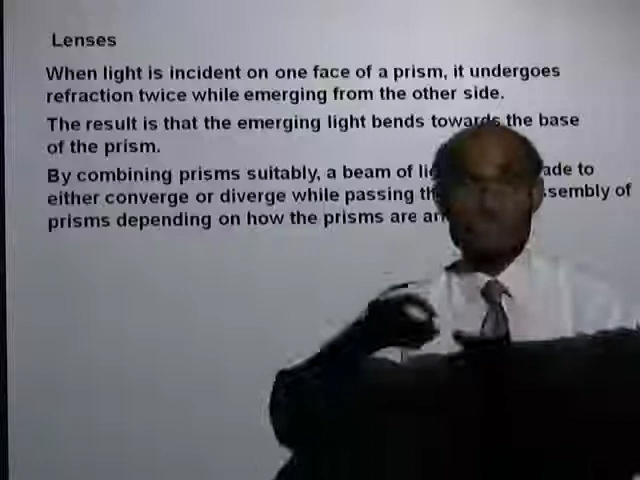 Lenses
When light is incident on one face of a prism, it undergoes
refraction twice while emerging from the other side.
The result is that the emerging light bends towards the base
of the prism.
By combining prisms suitably, a beam of ade to
either converge or diverge while passing sembly of
prisms depending on how the prisms are